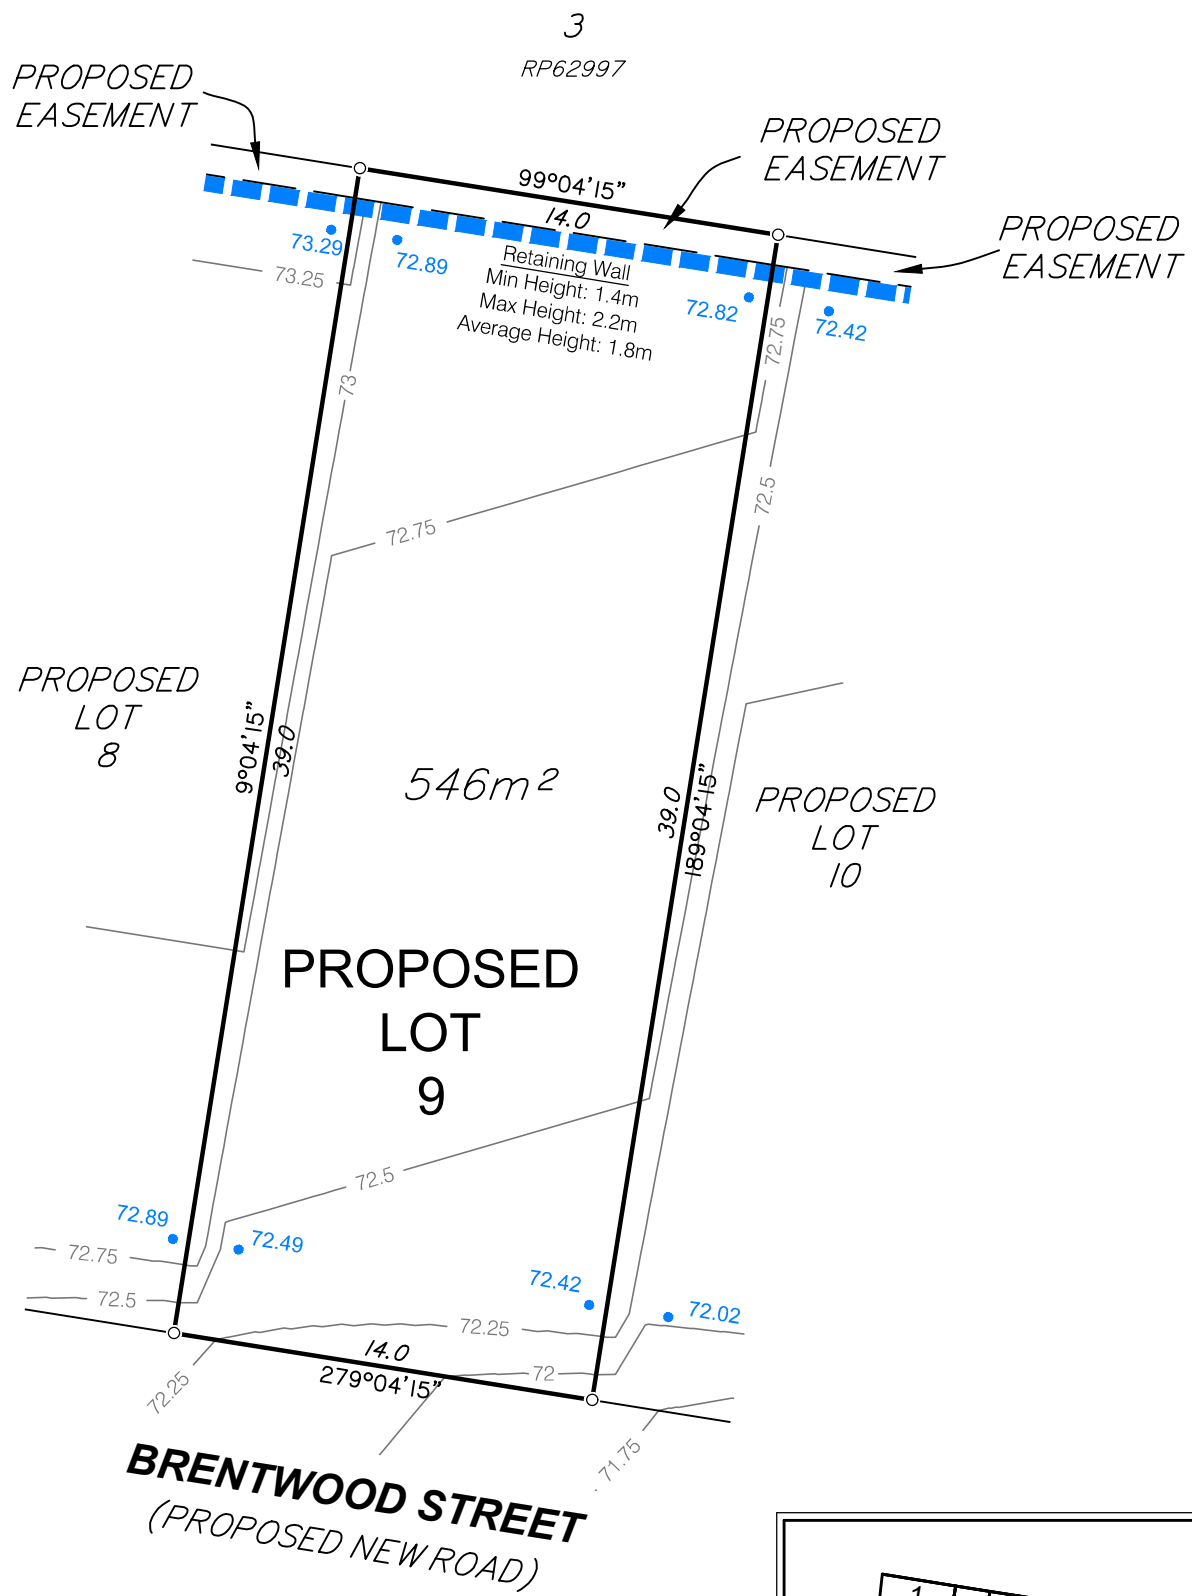 3
RP62997
PROPOSED
EASEMENT
PROPOSED
EASEMENT
PROPOSED
EASEMENT
99°04'15"
14.0
73.29
72.89
73.25
Retaining Wall
Min Height: 1.4m
Max Height: 2.2m
Average Height: 1.8m
72.82
72.42
72.75
73
72.5
72.75
PROPOSED
LOT
8
9°04'15"
39.0
546m²
39.0
189°04'15"
PROPOSED
LOT
10
PROPOSED
LOT
9
72.5
72.89
72.49
72.75
72.5
72.42
72.02
72.25
72
14.0
279°04'15"
72.25
71.75
BRENTWOOD STREET
(PROPOSED NEW ROAD)
1